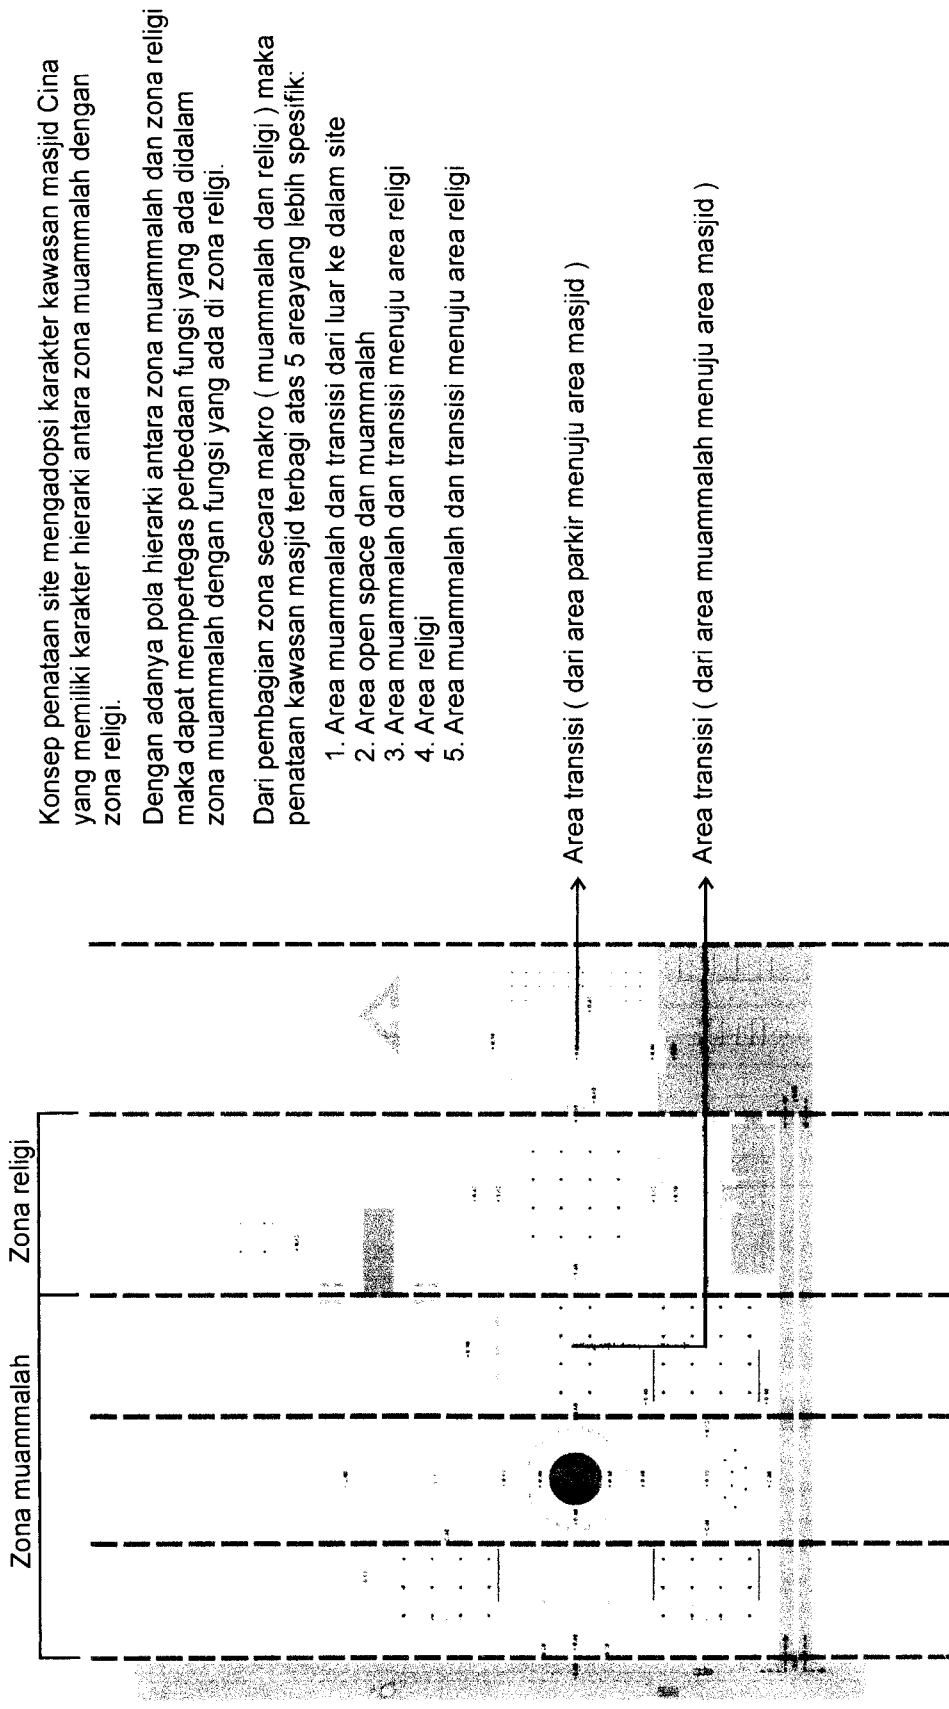 Zona muammalah
Zona religi
Konsep penataan site mengadopsi karakter kawasan masjid Cina
yang memiliki karakter hierarki antara zona muammalah dengan
zona religi.
Dengan adanya pola hierarki antara zona muammalah dan zona religi
maka dapat mempertegas perbedaan fungsi yang ada didalam
zona muammalah dengan fungsi yang ada di zona religi.
Dari pembagian zona secara makro ( muammalah dan religi ) maka
penataan kawasan masjid terbagi atas 5 areayang lebih spesifik:
1. Area muammalah dan transisi dari luar ke dalam site
2. Area open space dan muammalah
3. Area muammalah dan transisi menuju area religi
4. Area religi
5. Area muammalah dan transisi menuju area religi
Area transisi ( dari area parkir menuju area masjid )
Area transisi ( dari area muammalah menuju area masjid )